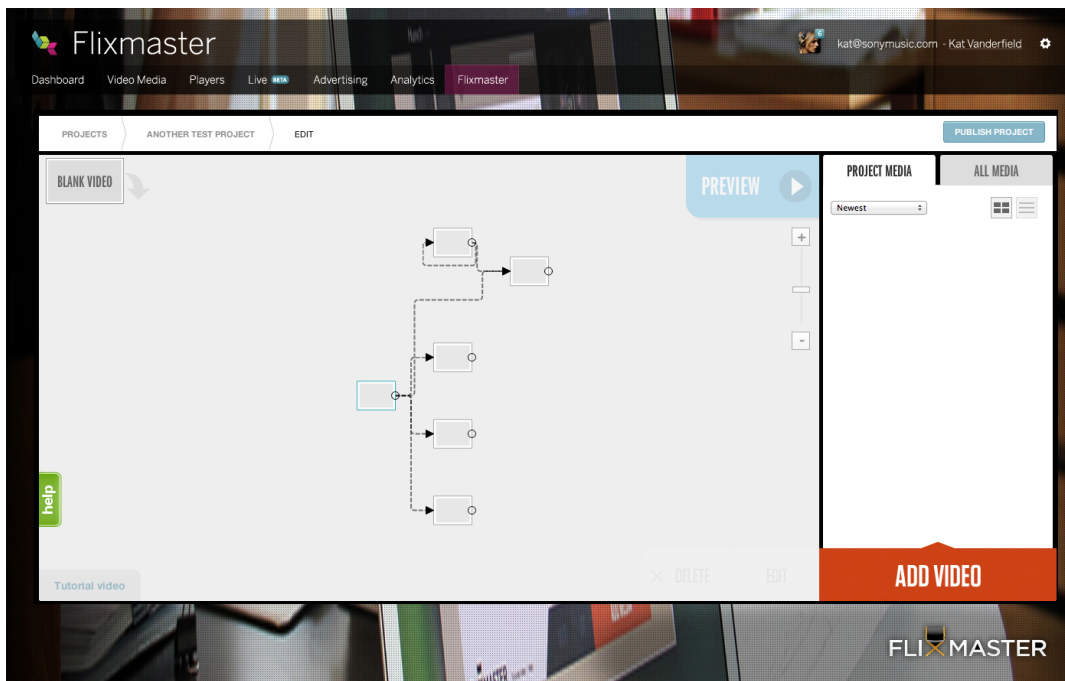 Flixmaster
6
kat@sonymusic.com - Kat Vanderfield
Dashboard Video Media Players Live BETA Advertising Analytics Flixmaster
PROJECTS ANOTHER TEST PROJECT EDIT PUBLISH PROJECT
BLANK VIDEO
PREVIEW
PROJECT MEDIA ALL MEDIA
Newest
+
-
help
Tutorial video
DELETE EDIT
ADD VIDEO
FLIXMASTER